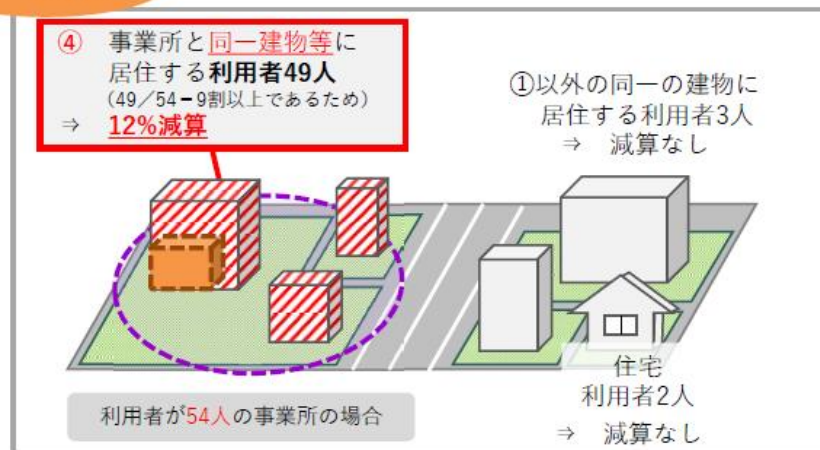 ④ 事業所と同一建物等に
居住する利用者49人
（49／54＝9割以上であるため）
⇒ 12%減算
①以外の同一の建物に
居住する利用者3人
⇒ 減算なし
住宅
利用者2人
⇒ 減算なし
利用者が54人の事業所の場合